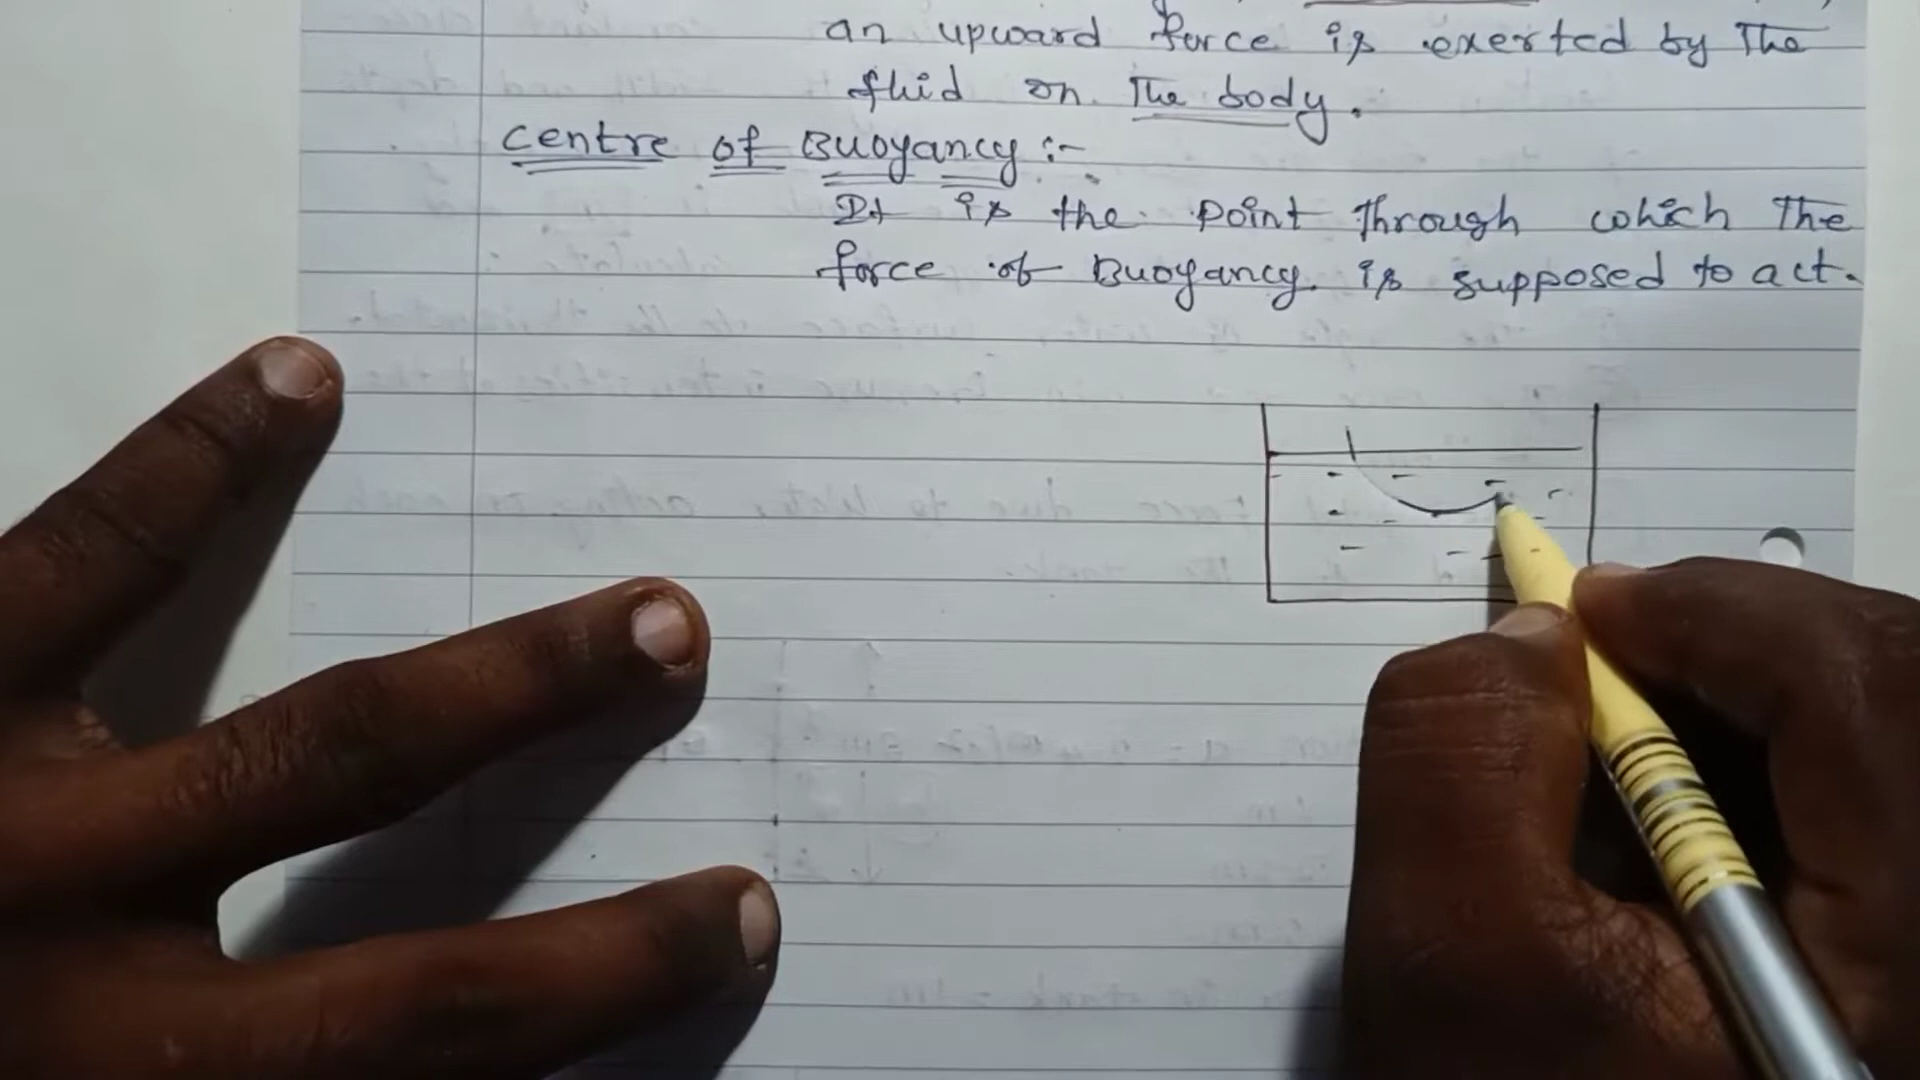 an upward force is exerted by The
fluid on The body.
Centre of Buoyancy :-
It is the point Through which The
force of Buoyancy. is supposed to act.